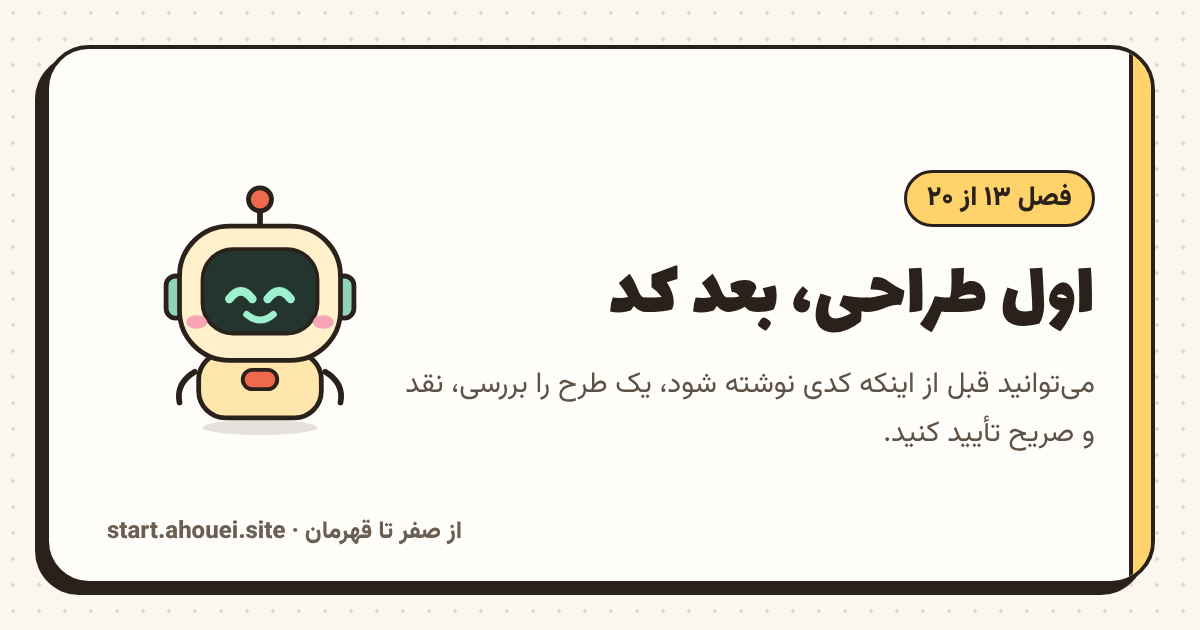 فصل ۱۳ از ۲۰
اول طراحی، بعد کد
می‌توانید قبل از اینکه کدی نوشته شود، یک طرح را بررسی، نقد
و صریح تأیید کنید.
از صفر تا قهرمان · start.ahouei.site